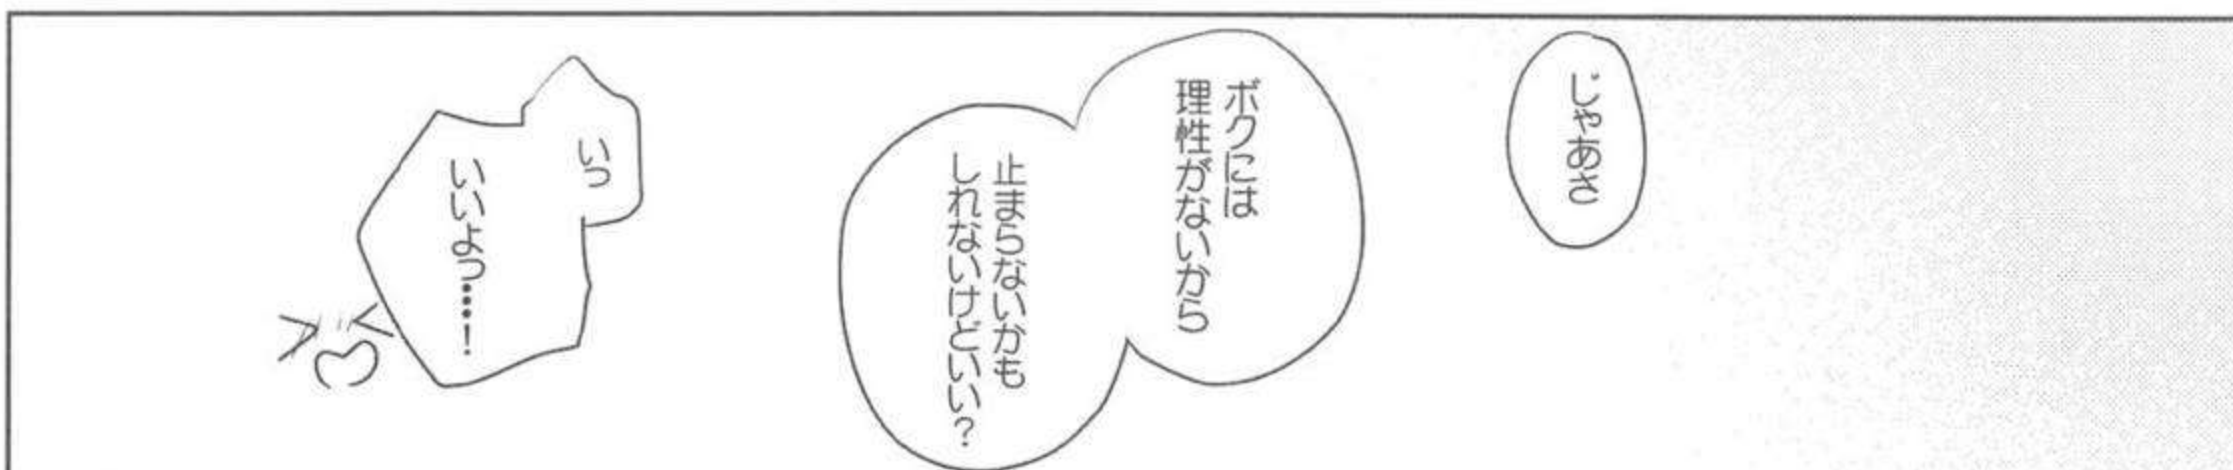 じゃあさ
ボクには
理性がないから
止まらないかも
しれないけどいい？
いっ
いいよっ……！